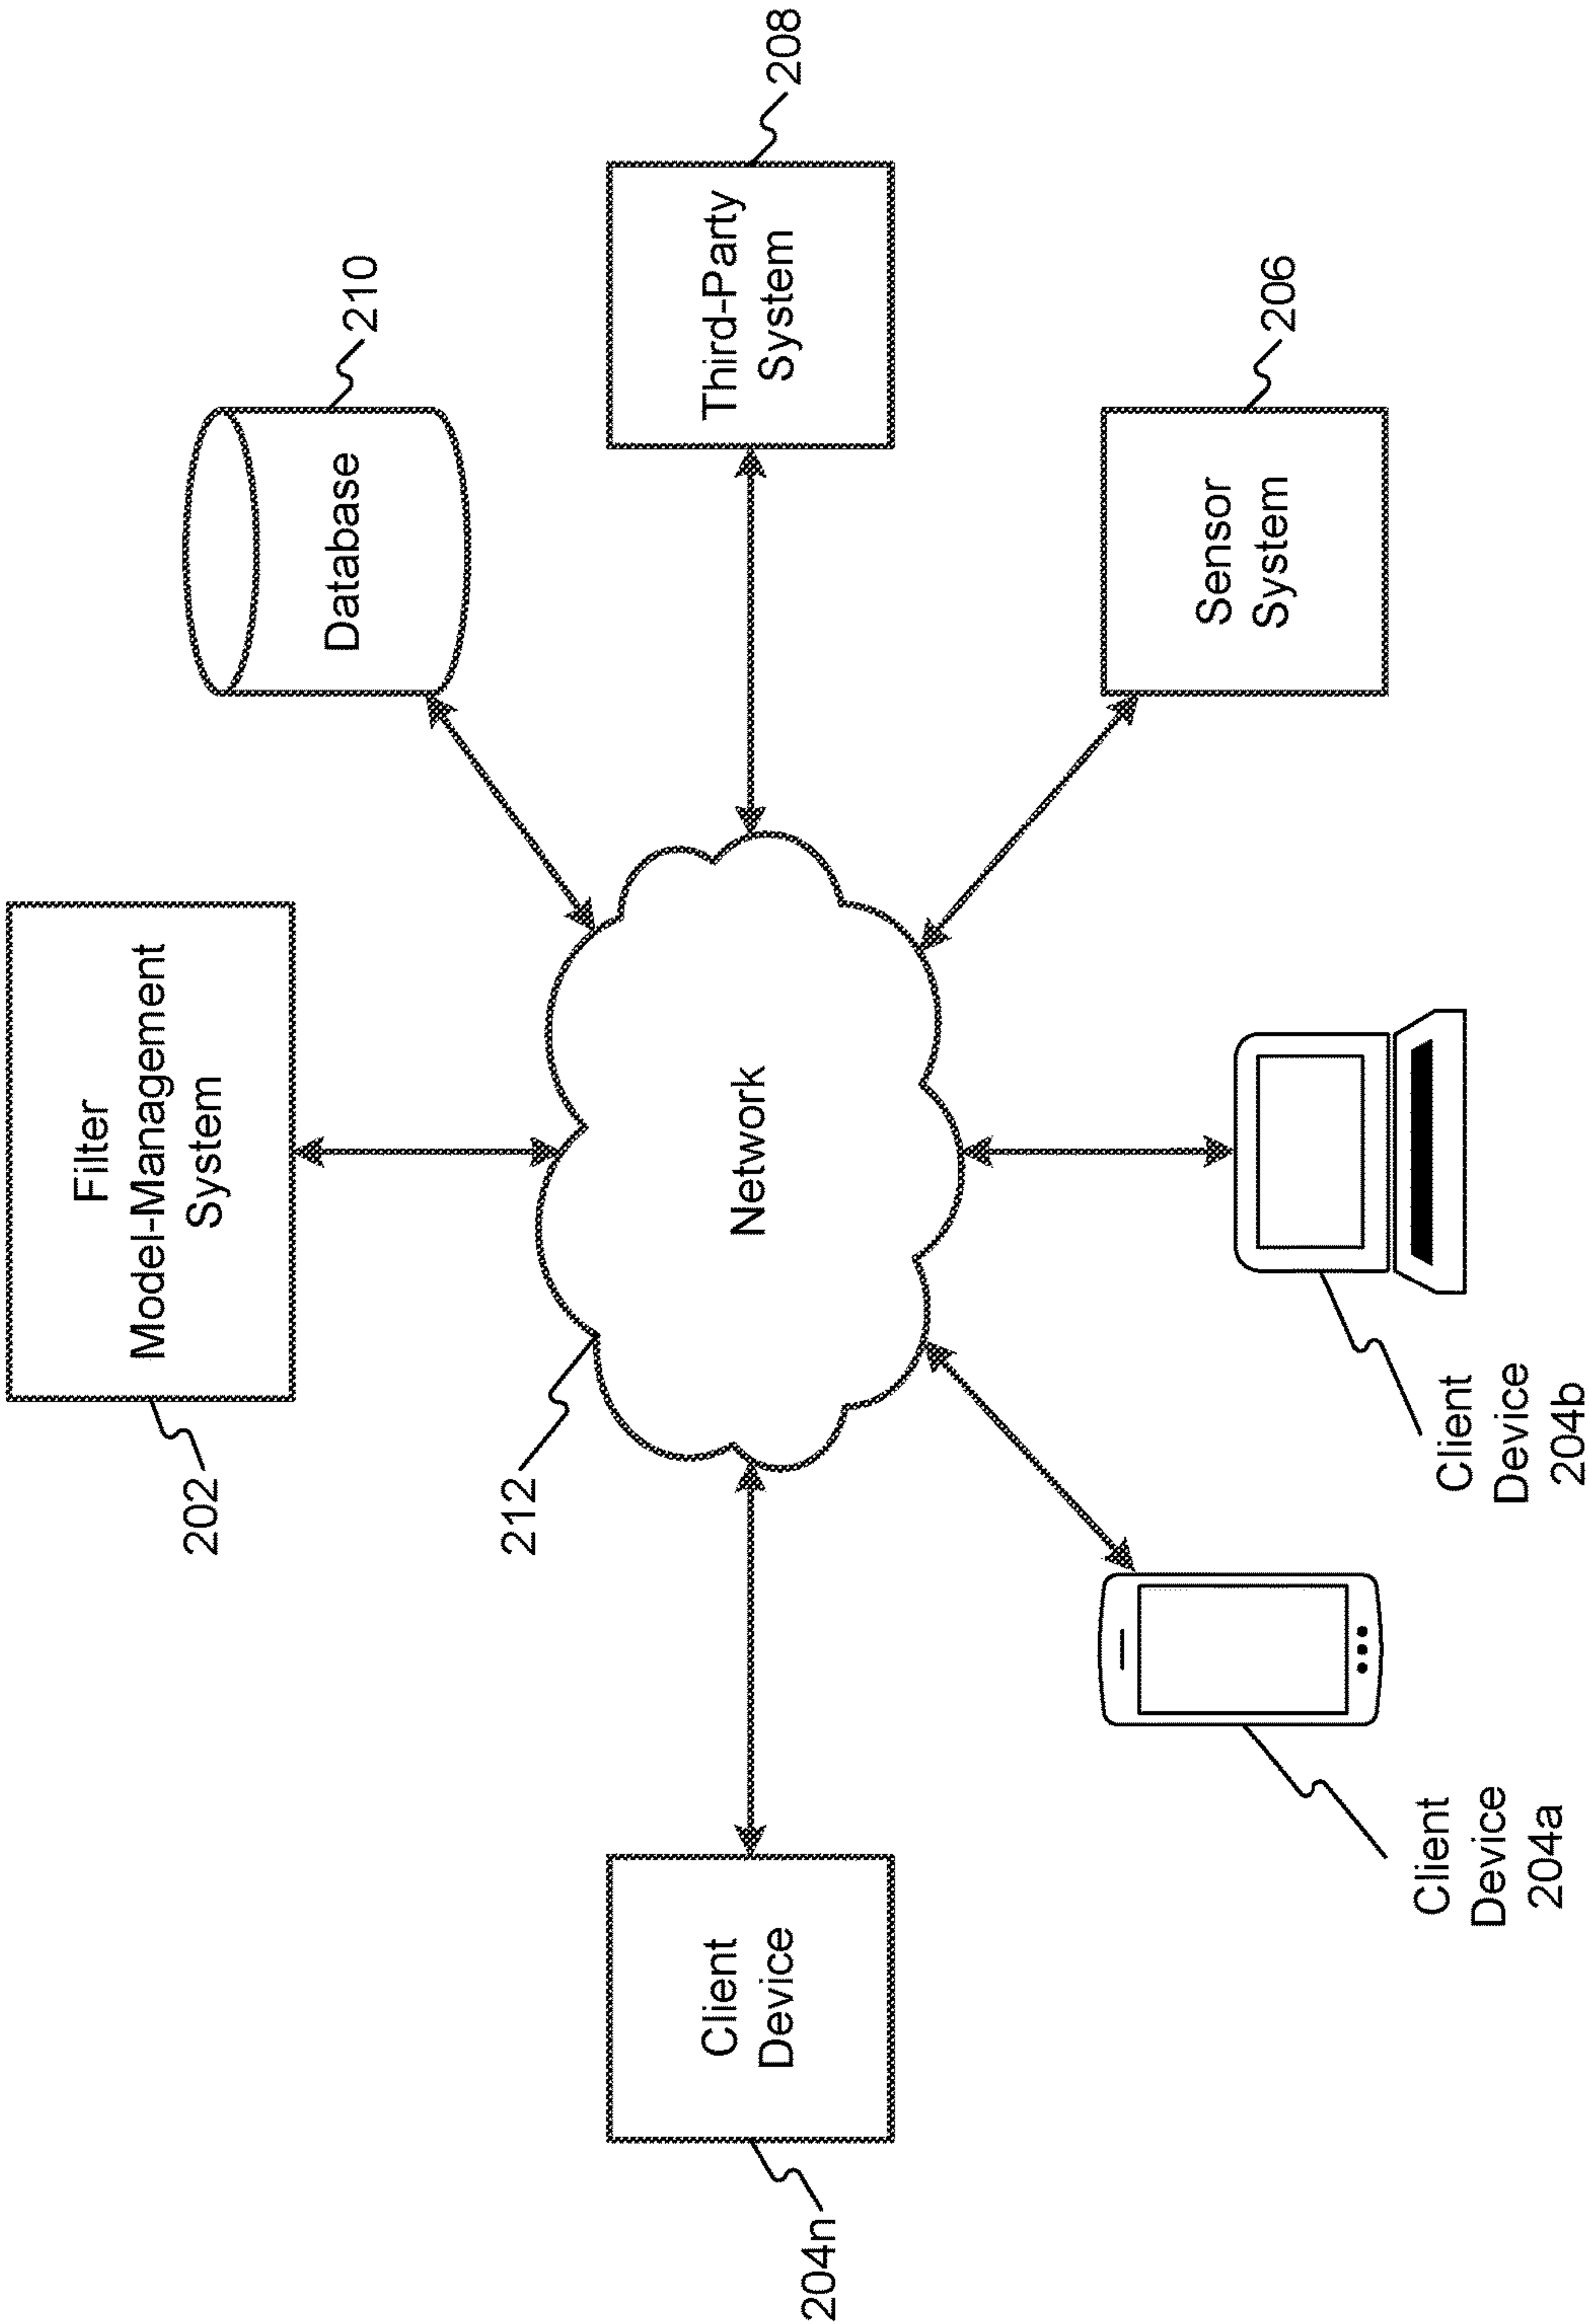 Filter
Model-Management
System
202
Database
210
212
Client
Device
204n
Network
Third-Party
System
208
Sensor
System
206
Client
Device
204a
Client
Device
204b